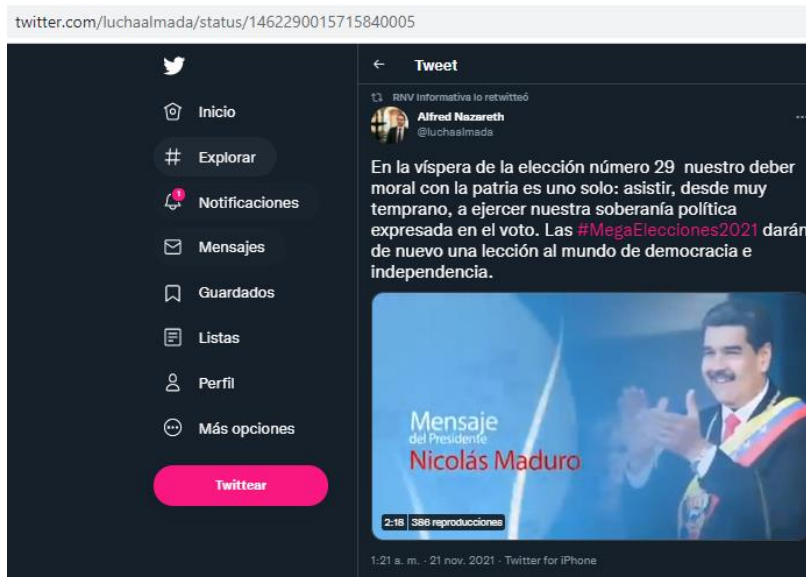 twitter.com/luchaalmada/status/1462290015715840005
Inicio
Explorar
1
Notificaciones
Mensajes
Guardados
Listas
Perfil
Más opciones
Twittear
Tweet
RNV Informativa lo retwitteó
Alfred Nazareth
@luchaalmada
En la víspera de la elección número 29 nuestro deber
moral con la patria es uno solo: asistir, desde muy
temprano, a ejercer nuestra soberanía política
expresada en el voto. Las #MegaElecciones2021 darán
de nuevo una lección al mundo de democracia e
independencia.
Mensaje
del Presidente
Nicolás Maduro
2:18 386 reproducciones
1:21 a. m. · 21 nov. 2021 · Twitter for iPhone